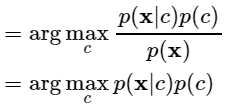 = arg max_c p(x|c)p(c) / p(x)
= arg max_c p(x|c)p(c)